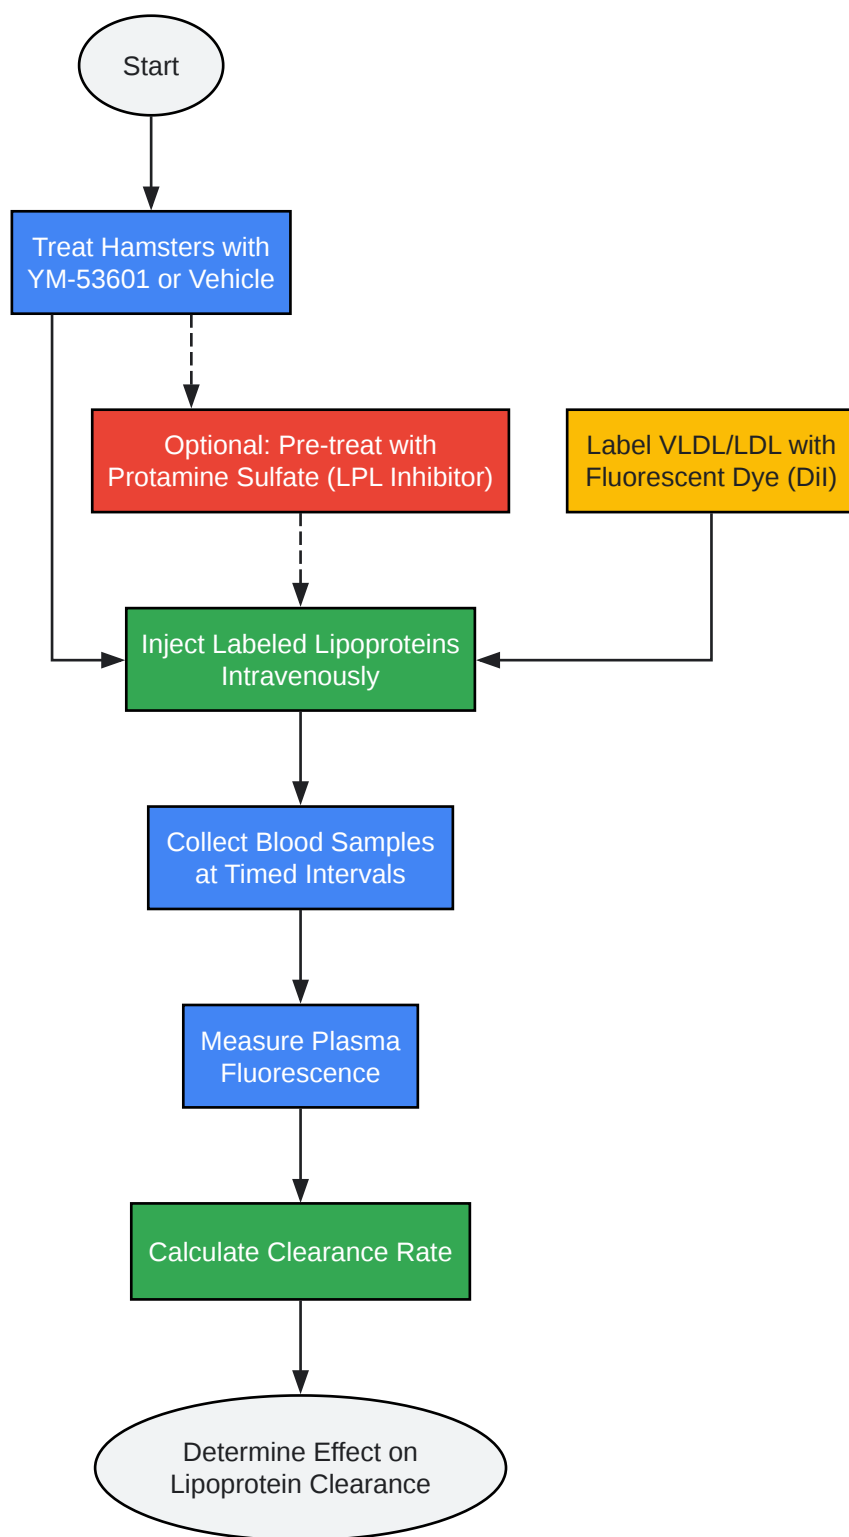 Start
Treat Hamsters with
YM-53601 or Vehicle
Optional: Pre-treat with
Protamine Sulfate (LPL Inhibitor)
Label VLDL/LDL with
Fluorescent Dye (DiI)
Inject Labeled Lipoproteins
Intravenously
Collect Blood Samples
at Timed Intervals
Measure Plasma
Fluorescence
Calculate Clearance Rate
Determine Effect on
Lipoprotein Clearance